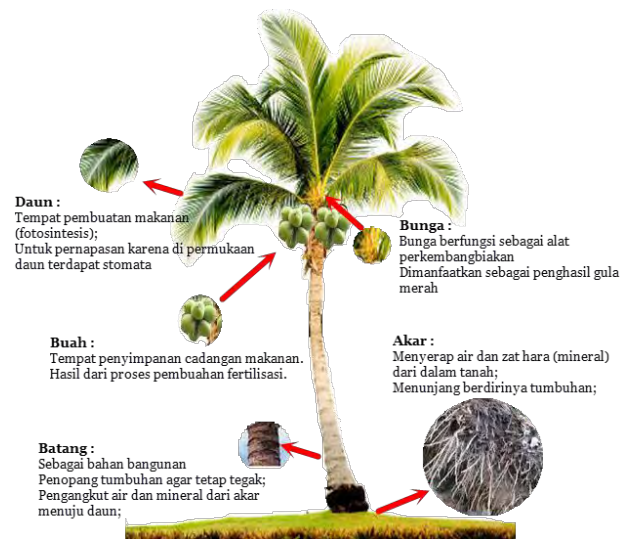 Daun :
Tempat pembuatan makanan
(fotosintesis);
Untuk pernapasan karena di permukaan
daun terdapat stomata
Bunga :
Bunga berfungsi sebagai alat
perkembangbiakan
Dimanfaatkan sebagai penghasil gula
merah
Buah :
Tempat penyimpanan cadangan makanan.
Hasil dari proses pembuahan fertilisasi.
Akar :
Menyerap air dan zat hara (mineral)
dari dalam tanah;
Menunjang berdirinya tumbuhan;
Batang :
Sebagai bahan bangunan
Penopang tumbuhan agar tetap tegak;
Pengangkut air dan mineral dari akar
menuju daun;